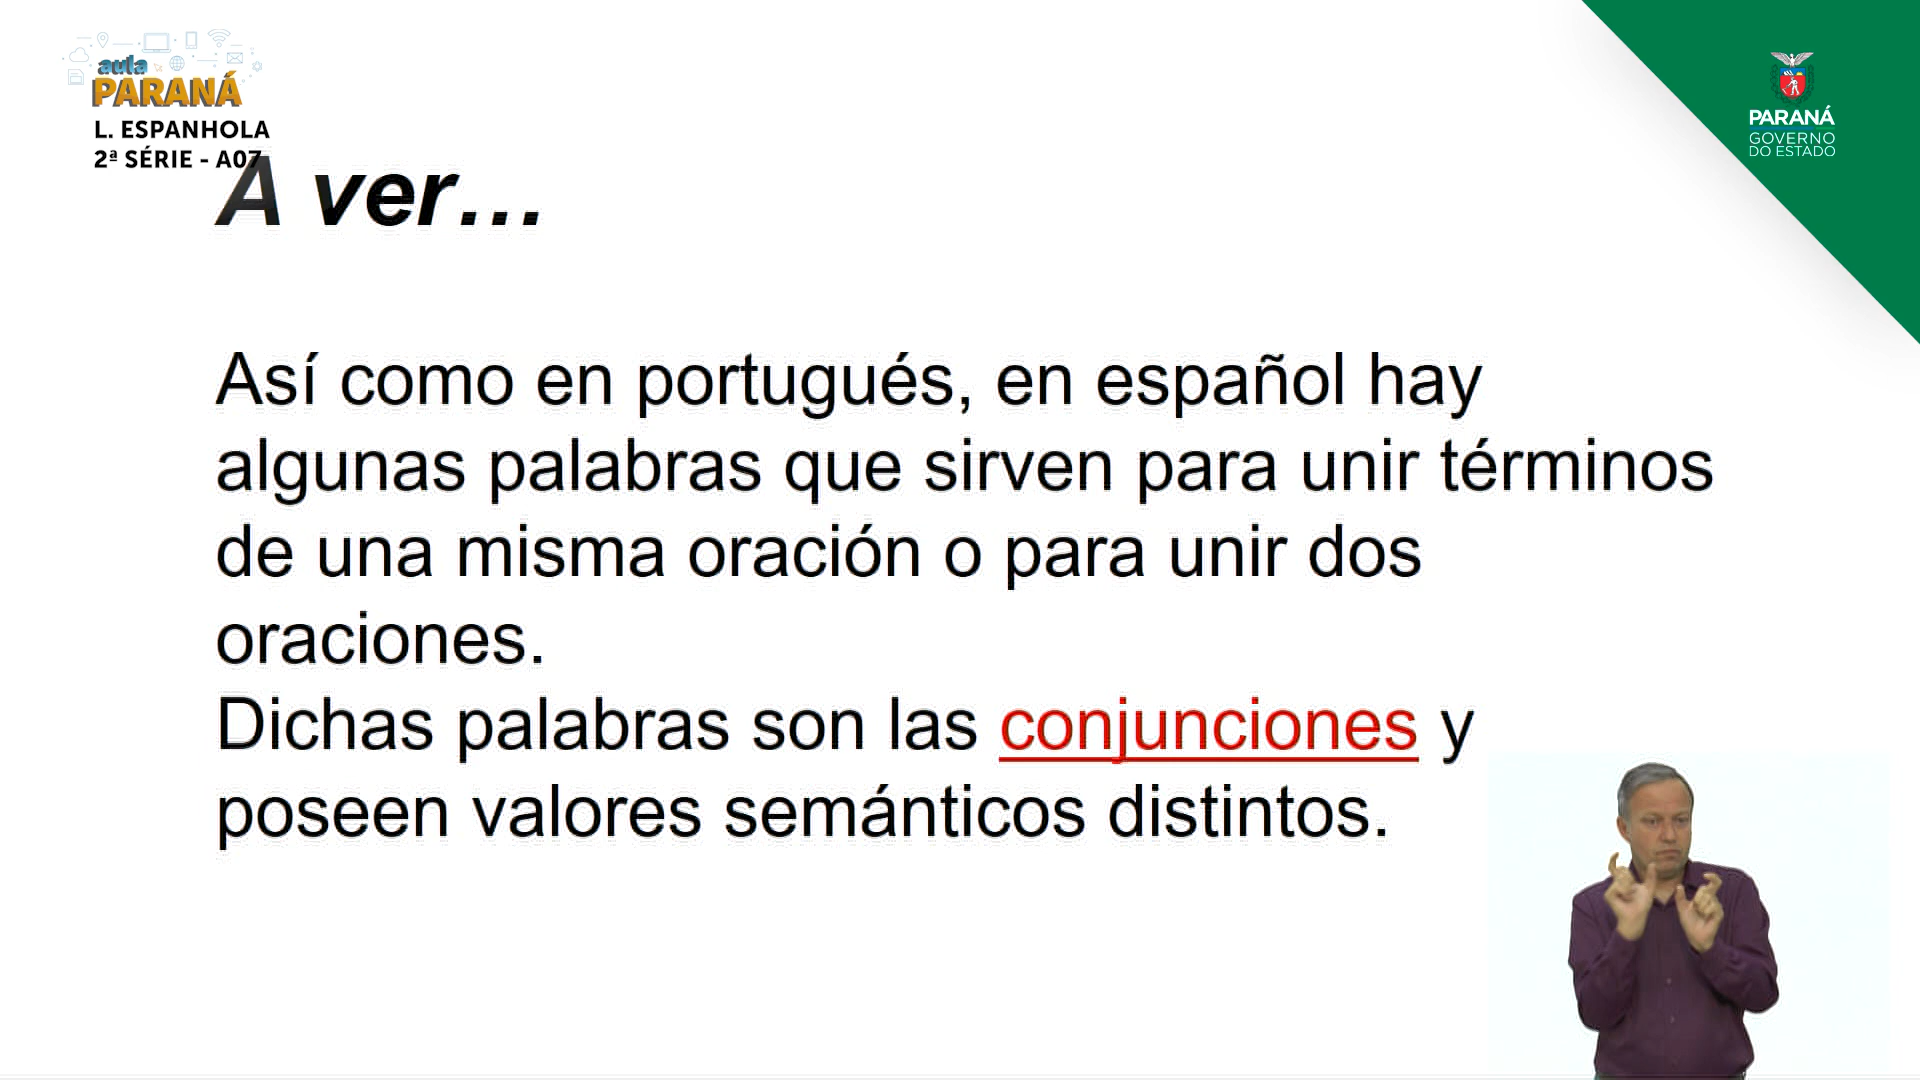 aula
PARANÁ
L. ESPANHOLA
2ª SÉRIE - A07
PARANÁ
GOVERNO
DO ESTADO
A ver...
Así como en portugués, en español hay
algunas palabras que sirven para unir términos
de una misma oración o para unir dos
oraciones.
Dichas palabras son las conjunciones y
poseen valores semánticos distintos.